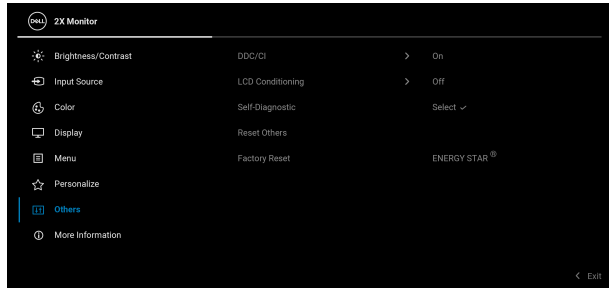 DELL 2X Monitor
Brightness/Contrast DDC/CI > On
Input Source LCD Conditioning > Off
Color Self-Diagnostic Select ✓
Display Reset Others
Menu Factory Reset ENERGY STAR ®
Personalize
Others
More Information
< Exit